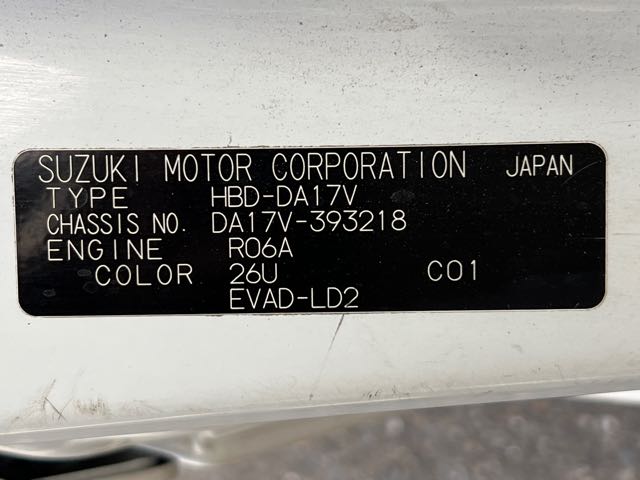 SUZUKI MOTOR CORPORATION JAPAN
TYPE HBD-DA17V
CHASSIS NO. DA17V-393218
ENGINE R06A
COLOR 26U C01
EVAD-LD2